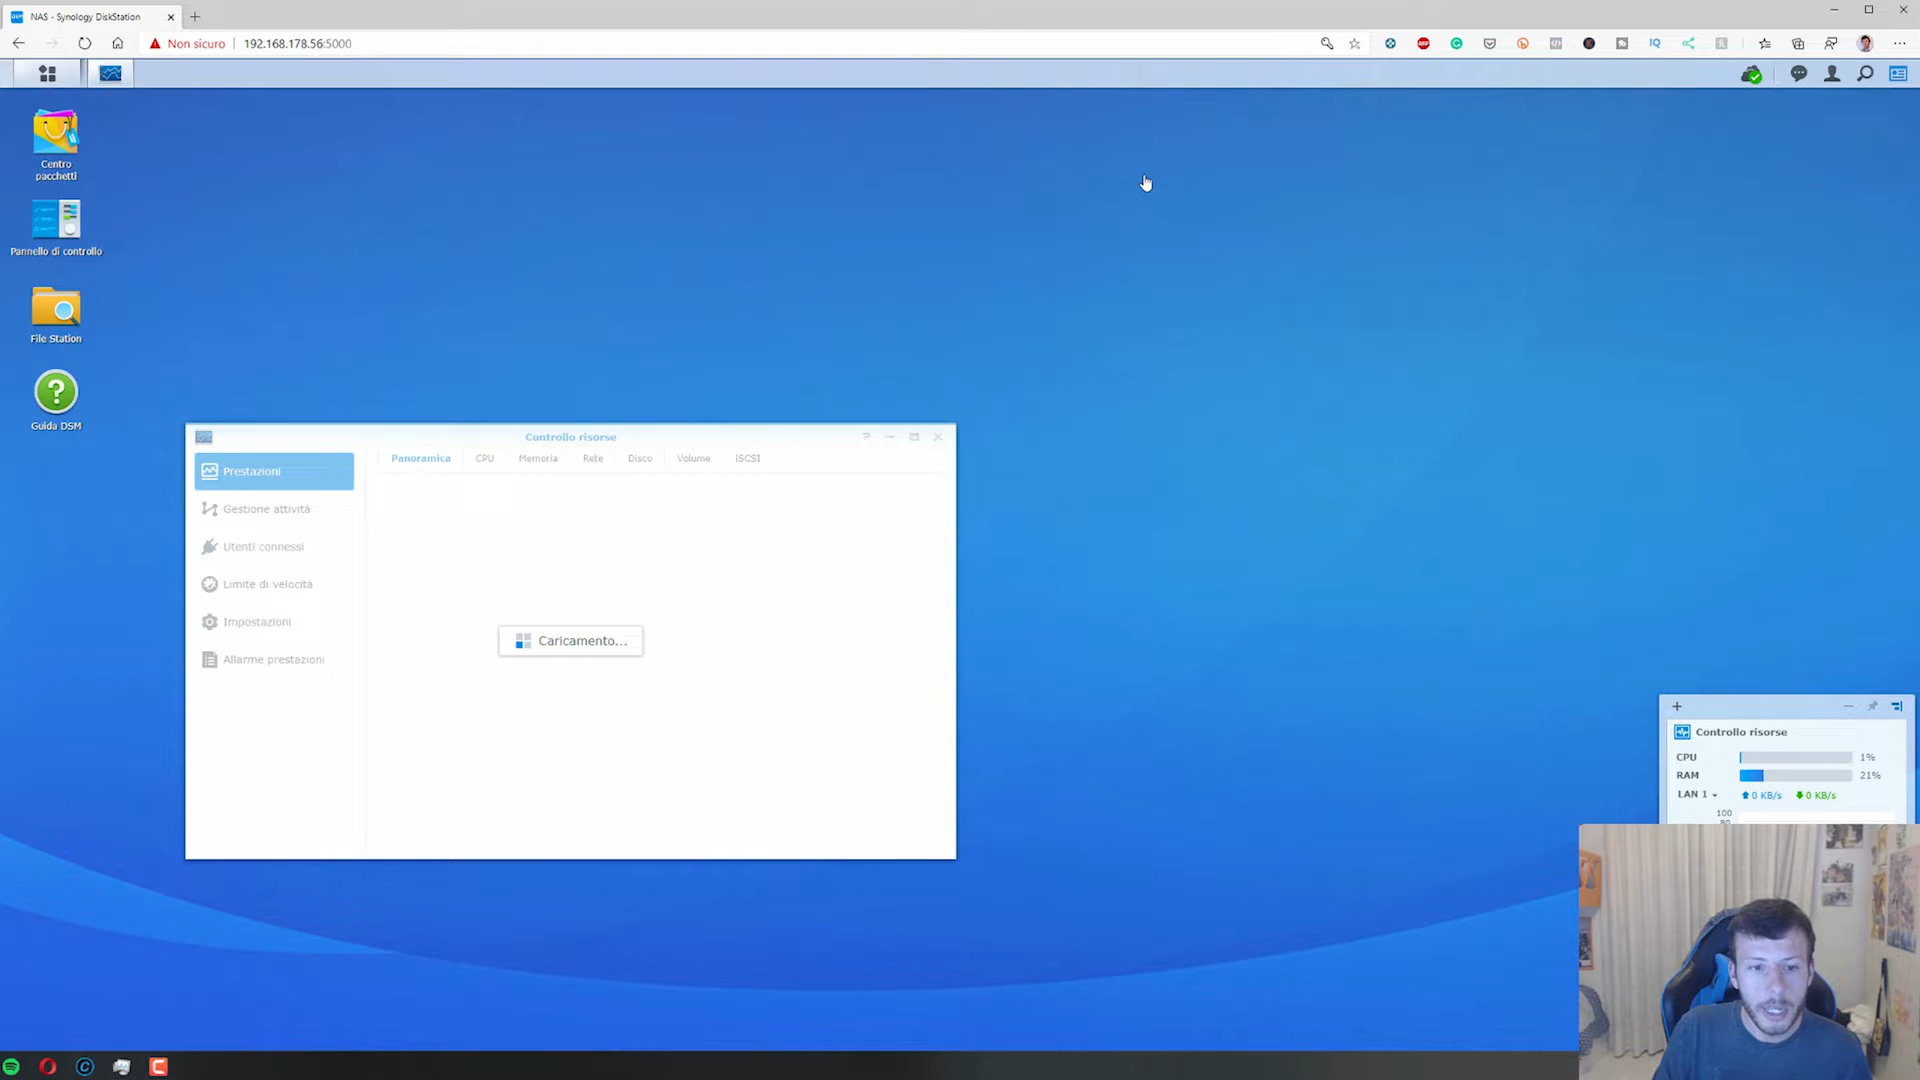 NAS - Synology DiskStation
Non sicuro
192.168.178.56:5000
IQ
Centro
pacchetti
Pannello di controllo
File Station
Guida DSM
Controllo risorse
Prestazioni
Gestione attività
Utenti connessi
Limite di velocità
Impostazioni
Allarme prestazioni
Panoramica CPU Memoria Rete Disco Volume iSCSI
Caricamento...
Controllo risorse
CPU 1%
RAM 21%
LAN 1 0 KB/s 0 KB/s
100
80